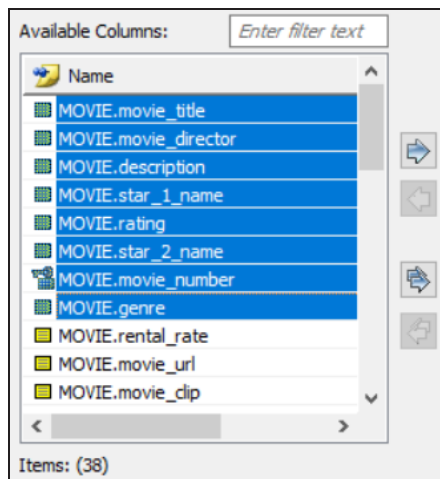 Available Columns:
Enter filter text
Name
MOVIE.movie_title
MOVIE.movie_director
MOVIE.description
MOVIE.star_1_name
MOVIE.rating
MOVIE.star_2_name
MOVIE.movie_number
MOVIE.genre
MOVIE.rental_rate
MOVIE.movie_url
MOVIE.movie_clip
Items: (38)